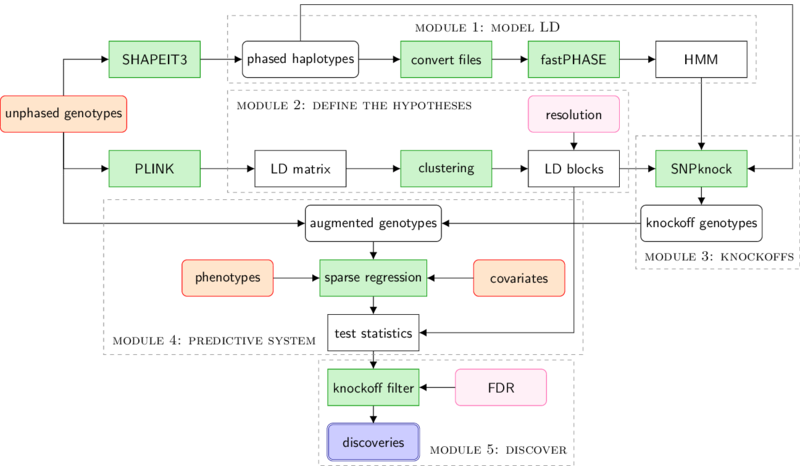 MODULE 1: MODEL LD
SHAPEIT3
phased haplotypes
convert files
fastPHASE
HMM
unphased genotypes
MODULE 2: DEFINE THE HYPOTHESES
resolution
PLINK
LD matrix
clustering
LD blocks
SNPknock
augmented genotypes
knockoff genotypes
MODULE 3: KNOCKOFFS
phenotypes
sparse regression
covariates
test statistics
MODULE 4: PREDICTIVE SYSTEM
knockoff filter
FDR
discoveries
MODULE 5: DISCOVER